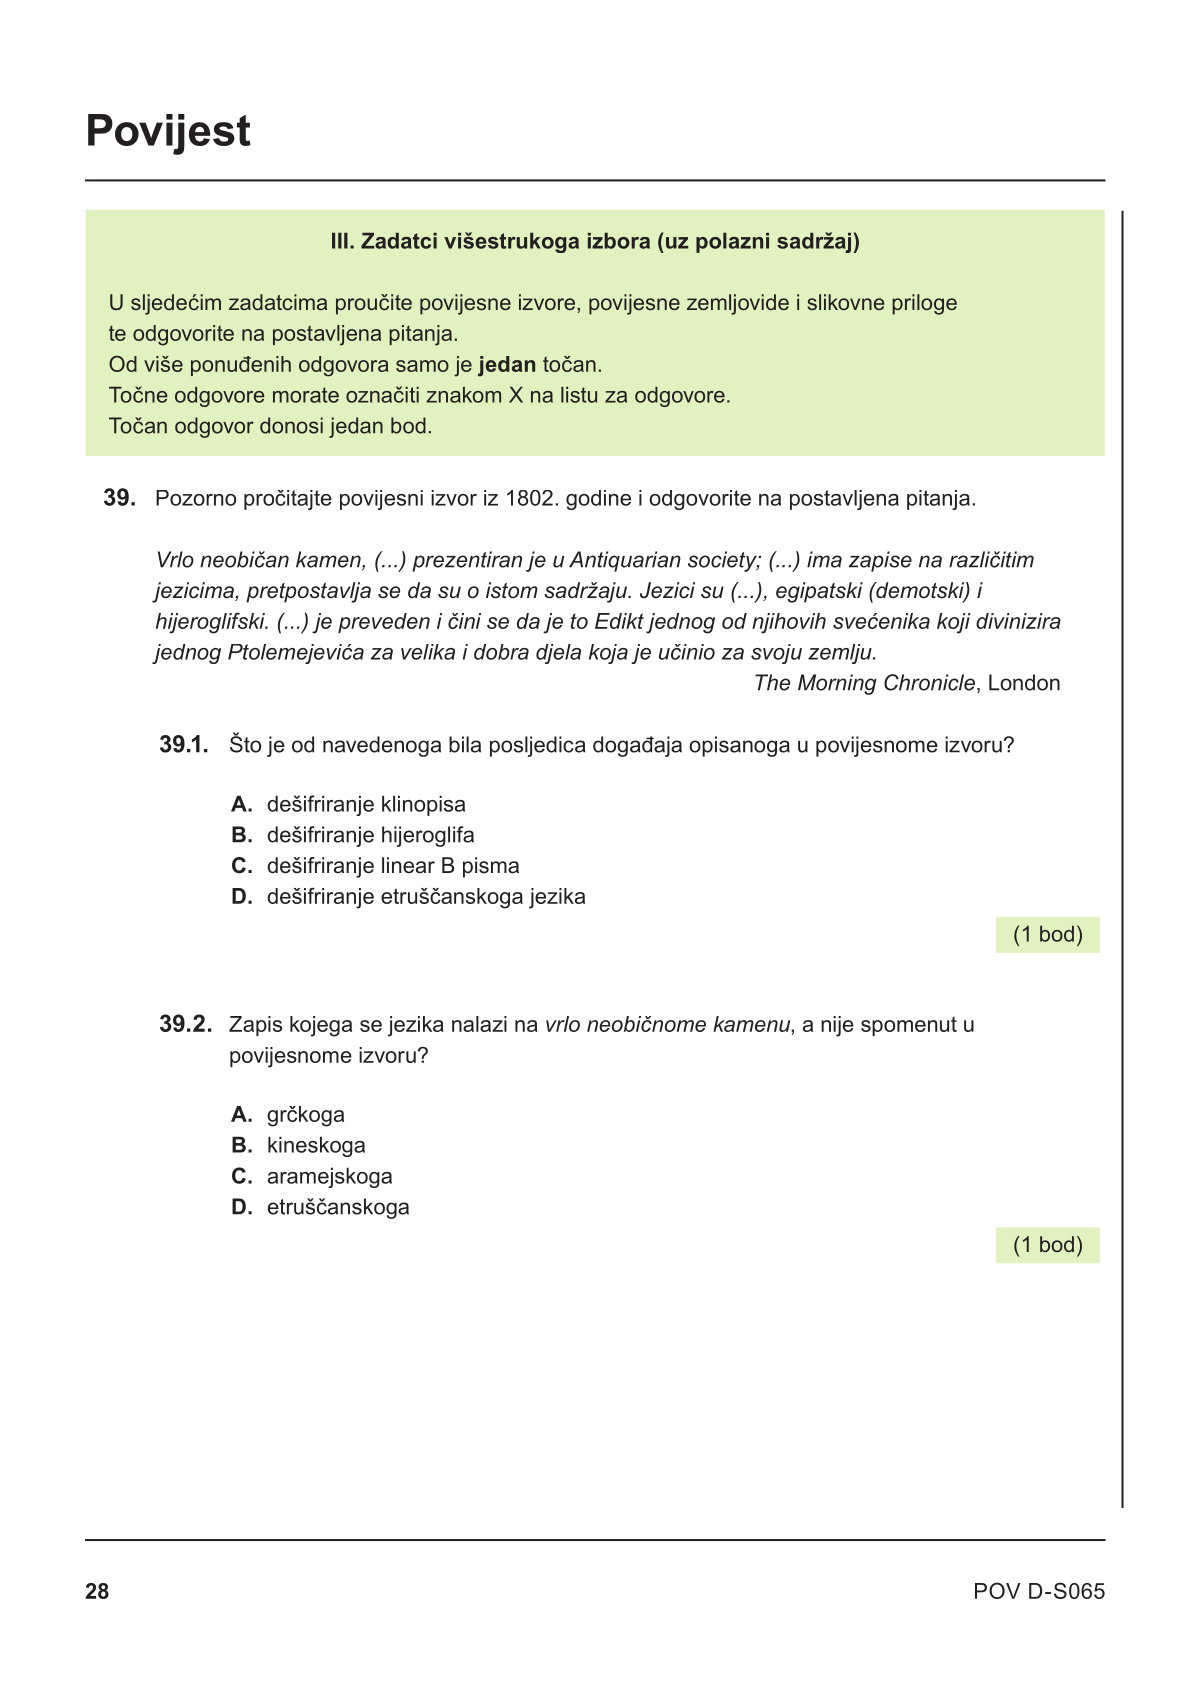 Povijest
III. Zadatci višestrukoga izbora (uz polazni sadržaj)
U sljedećim zadatcima proučite povijesne izvore, povijesne zemljovide i slikovne priloge
te odgovorite na postavljena pitanja.
Od više ponuđenih odgovora samo je jedan točan.
Točne odgovore morate označiti znakom X na listu za odgovore.
Točan odgovor donosi jedan bod.
39. Pozorno pročitajte povijesni izvor iz 1802. godine i odgovorite na postavljena pitanja.
Vrlo neobičan kamen, (...) prezentiran je u Antiquarian society; (...) ima zapise na različitim
jezicima, pretpostavlja se da su o istom sadržaju. Jezici su (...), egipatski (demotski) i
hijeroglifski. (...) je preveden i čini se da je to Edikt jednog od njihovih svećenika koji divinizira
jednog Ptolemejevića za velika i dobra djela koja je učinio za svoju zemlju.
The Morning Chronicle, London
39.1. Što je od navedenoga bila posljedica događaja opisanoga u povijesnome izvoru?
A. dešifriranje klinopisa
B. dešifriranje hijeroglifa
C. dešifriranje linear B pisma
D. dešifriranje etruščanskoga jezika
(1 bod)
39.2. Zapis kojega se jezika nalazi na vrlo neobičnome kamenu, a nije spomenut u
povijesnome izvoru?
A. grčkoga
B. kineskoga
C. aramejskoga
D. etruščanskoga
(1 bod)
28
POV D-S065